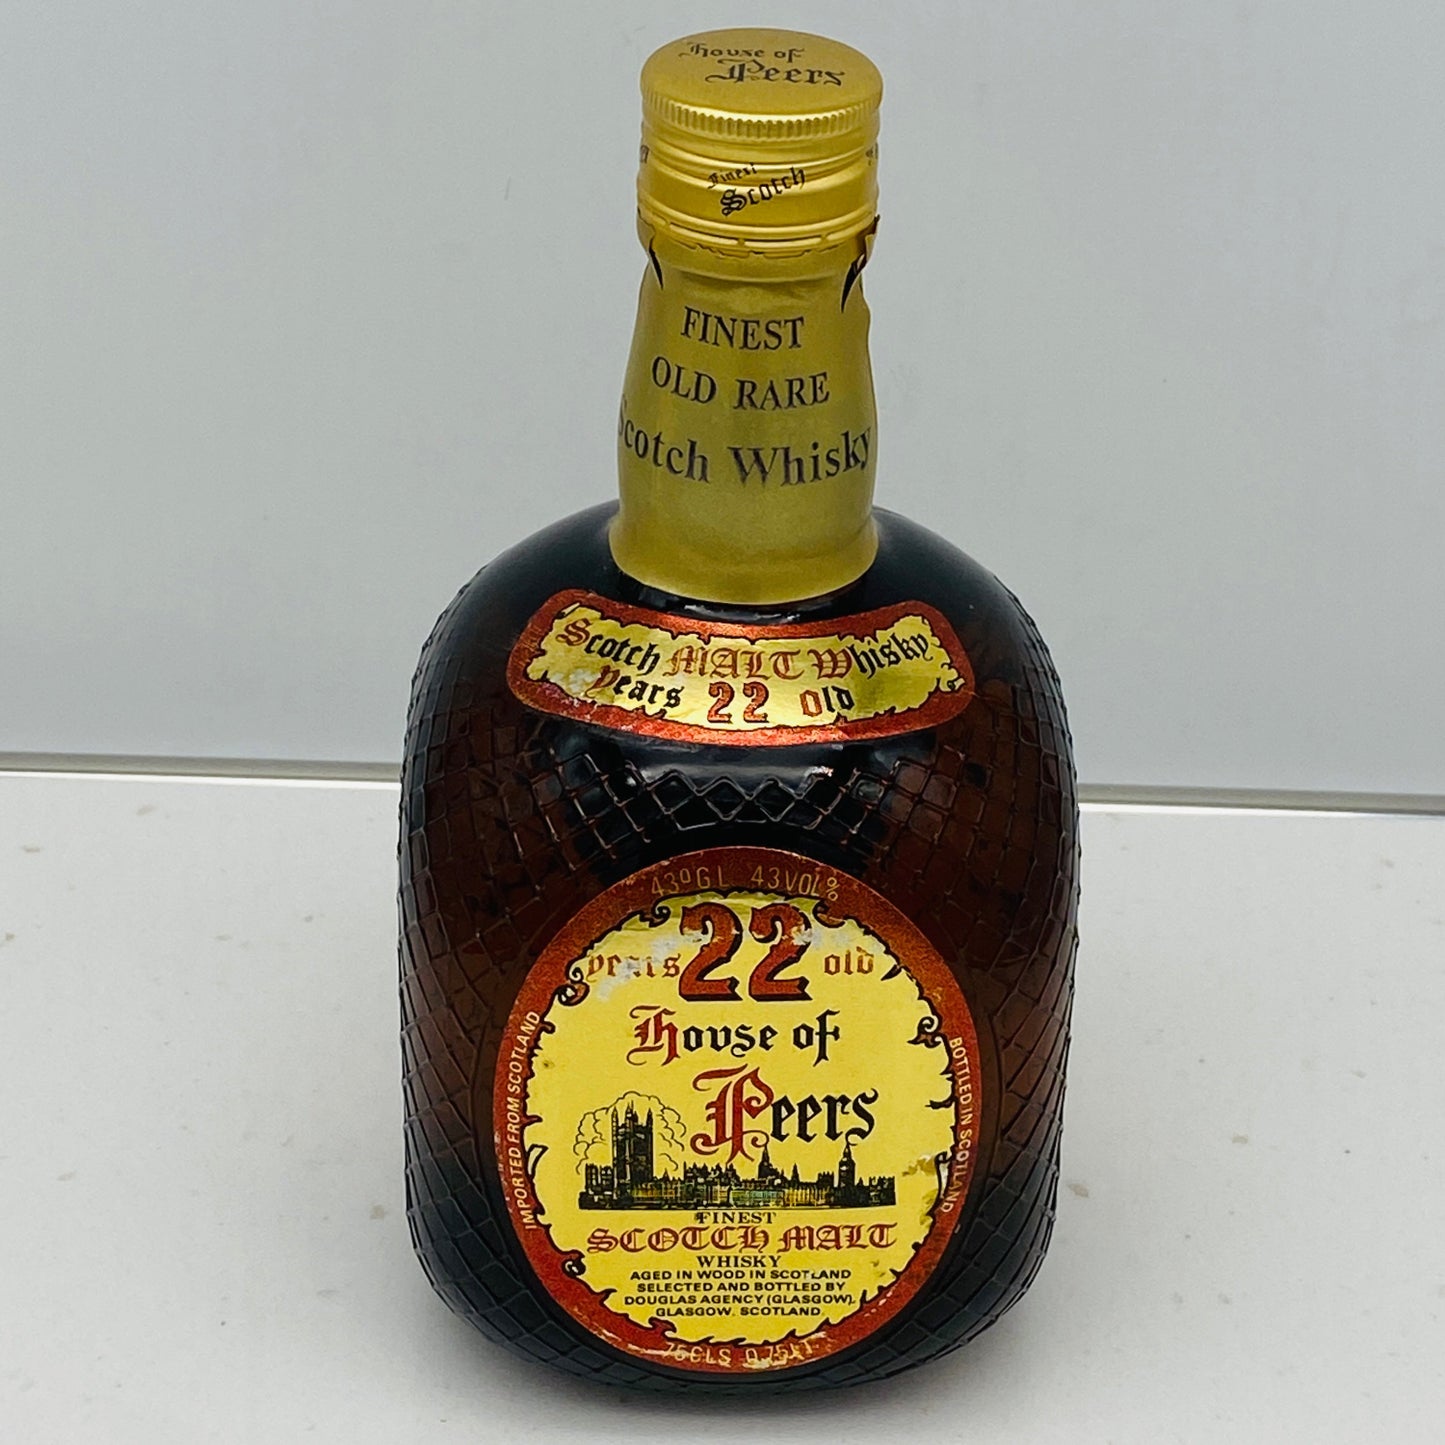 House of
Peers
Finest
Scotch
FINEST
OLD RARE
Scotch Whisky
Scotch MALT Whisky
years 22 old
43º GL 43 VOL%
years 22 old
House of
Peers
IMPORTED FROM SCOTLAND
BOTTLED IN SCOTLAND
FINEST
SCOTCH MALT
WHISKY
AGED IN WOOD IN SCOTLAND
SELECTED AND BOTTLED BY
DOUGLAS AGENCY (GLASGOW),
GLASGOW, SCOTLAND.
75CLS 0,75LT